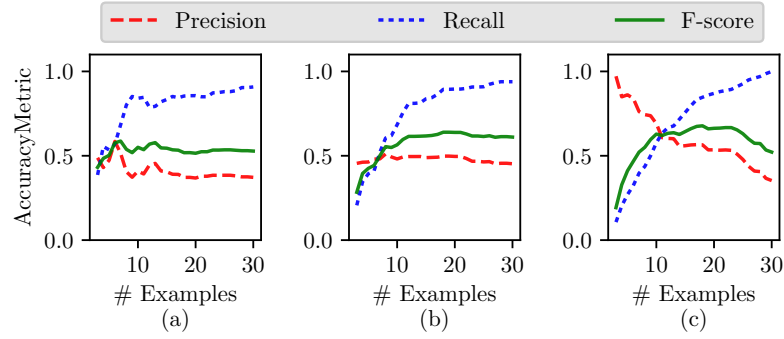 Precision Recall F-score
AccuracyMetric
1.0 1.0 1.0
0.5 0.5 0.5
0.0 0.0 0.0
10 20 30 10 20 30 10 20 30
# Examples # Examples # Examples
(a) (b) (c)